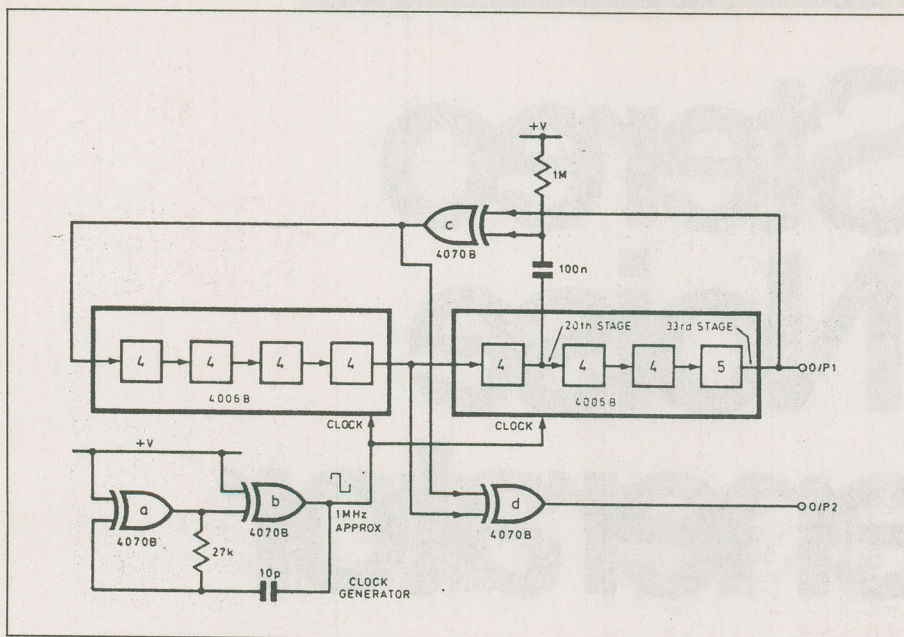 +V
1M
c
4070B
100n
20th STAGE
33rd STAGE
4
4
4
4
4
4
4
5
O/P1
4006B
4005B
CLOCK
CLOCK
+V
a
4070B
b
4070B
1MHz
APPROX
d
4070B
O/P2
27k
10p
CLOCK
GENERATOR